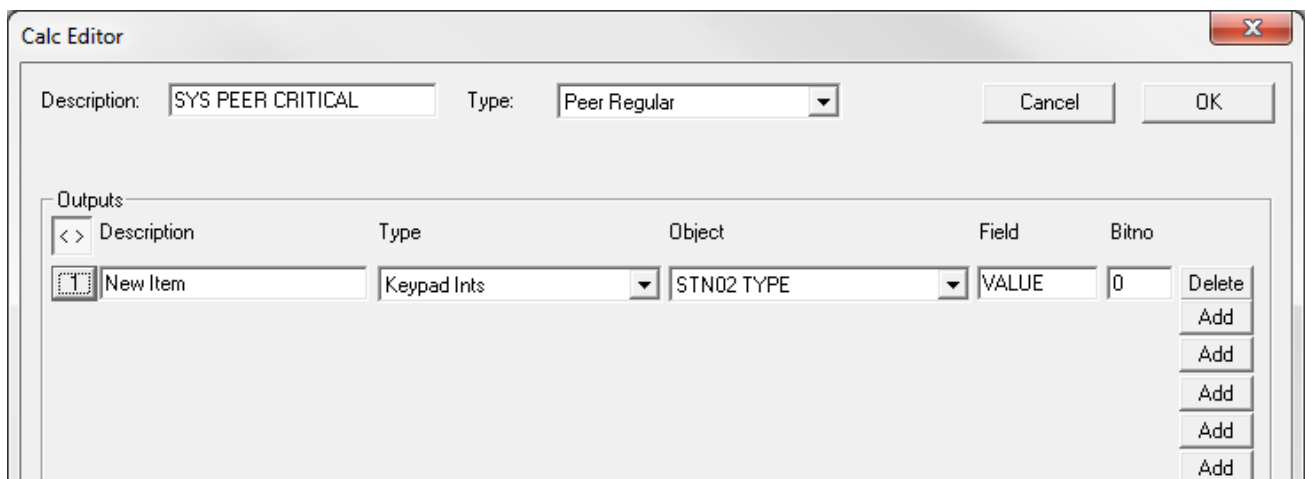 Calc Editor
Description: SYS PEER CRITICAL Type: Peer Regular Cancel OK
Outputs
< > Description Type Object Field Bitno
1 New Item Keypad Ints STN02 TYPE VALUE 0 Delete
Add
Add
Add
Add
Add